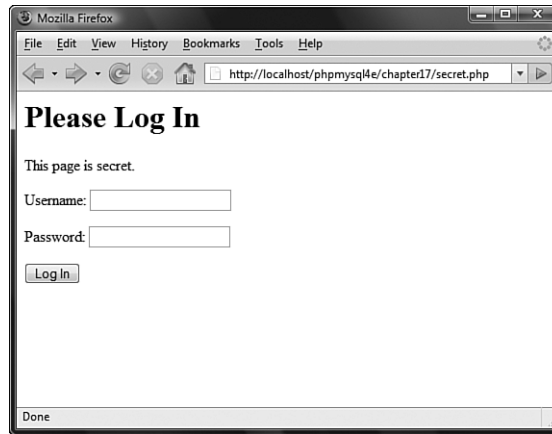 Mozilla Firefox
File Edit View History Bookmarks Tools Help
http://localhost/phpmysql4e/chapter17/secret.php
Please Log In
This page is secret.
Username:
Password:
Log In
Done